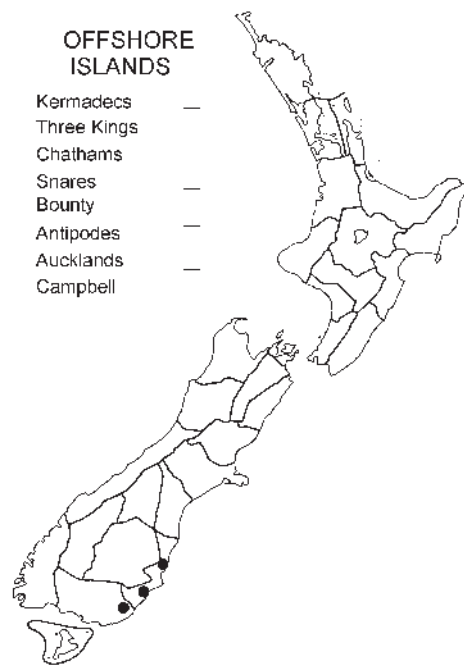 OFFSHORE
ISLANDS
Kermadecs —
Three Kings
Chathams
Snares —
Bounty
Antipodes —
Aucklands —
Campbell